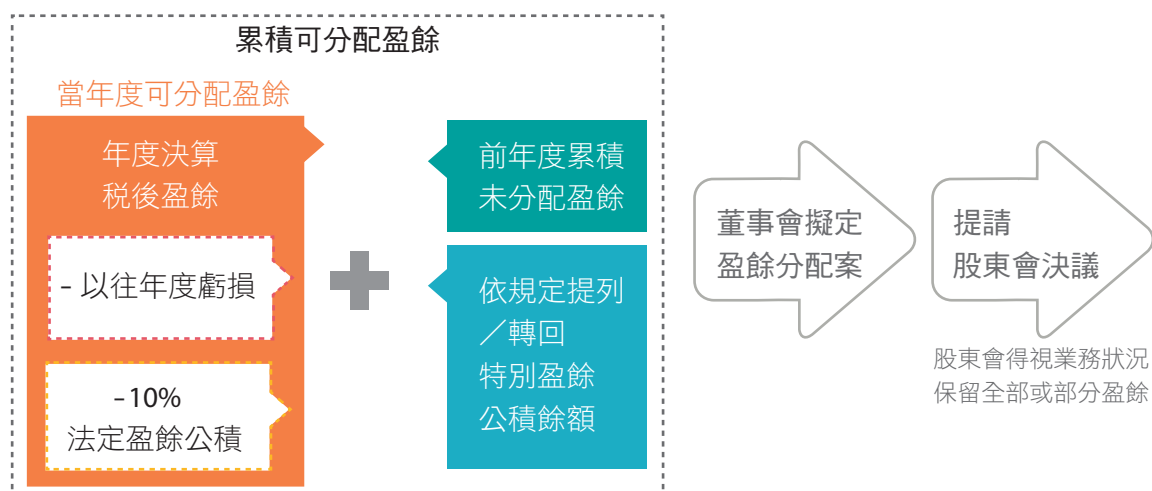 累積可分配盈餘
當年度可分配盈餘
年度決算
税後盈餘
- 以往年度虧損
-10%
法定盈餘公積
前年度累積
未分配盈餘
依規定提列
／轉回
特別盈餘
公積餘額
董事會擬定
盈餘分配案
提請
股東會決議
股東會得視業務狀況
保留全部或部分盈餘